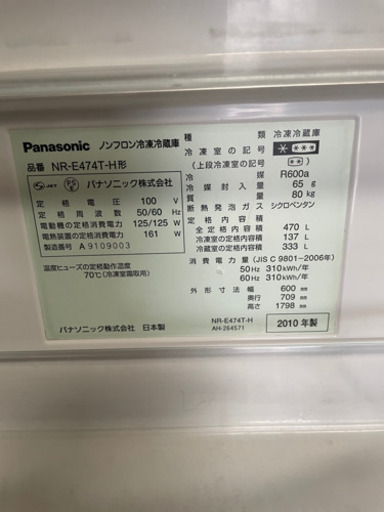 Panasonic ノンフロン冷凍冷蔵庫
品番 NR-E474T-H形
JET PS E パナソニック株式会社
定格電圧 100 V
定格周波数 50/60 Hz
電動機の定格消費電力 125/125 W
電熱装置の定格消費電力 161 W
製造番号 A 9109003
温度ヒューズの定格動作温度
70℃(冷凍室霜取用)
パナソニック株式会社 日本製
種類 冷凍冷蔵庫
冷凍室の記号
(上段冷凍室の記号)
冷媒 R600a
冷媒封入量 65 g
質量 80 kg
断熱発泡ガス シクロペンタン
定格内容積
全定格内容積 470 L
冷凍室の定格内容積 137 L
冷蔵室の定格内容積 333 L
消費電力量(JIS C 9801-2006年)
50Hz 310kWh/年
60Hz 310kWh/年
外形寸法 幅 600 mm
奥行 709 mm
高さ 1798 mm
NR-E474T-H
AH-264571
2010年製